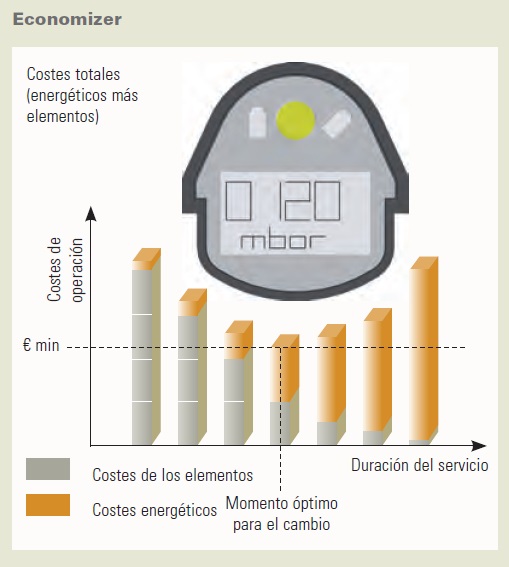 Economizer
Costes totales
(energéticos más
elementos)
0 120
mbar
Costes de
operación
€ min
Duración del servicio
Costes de los elementos
Costes energéticos
Momento óptimo
para el cambio